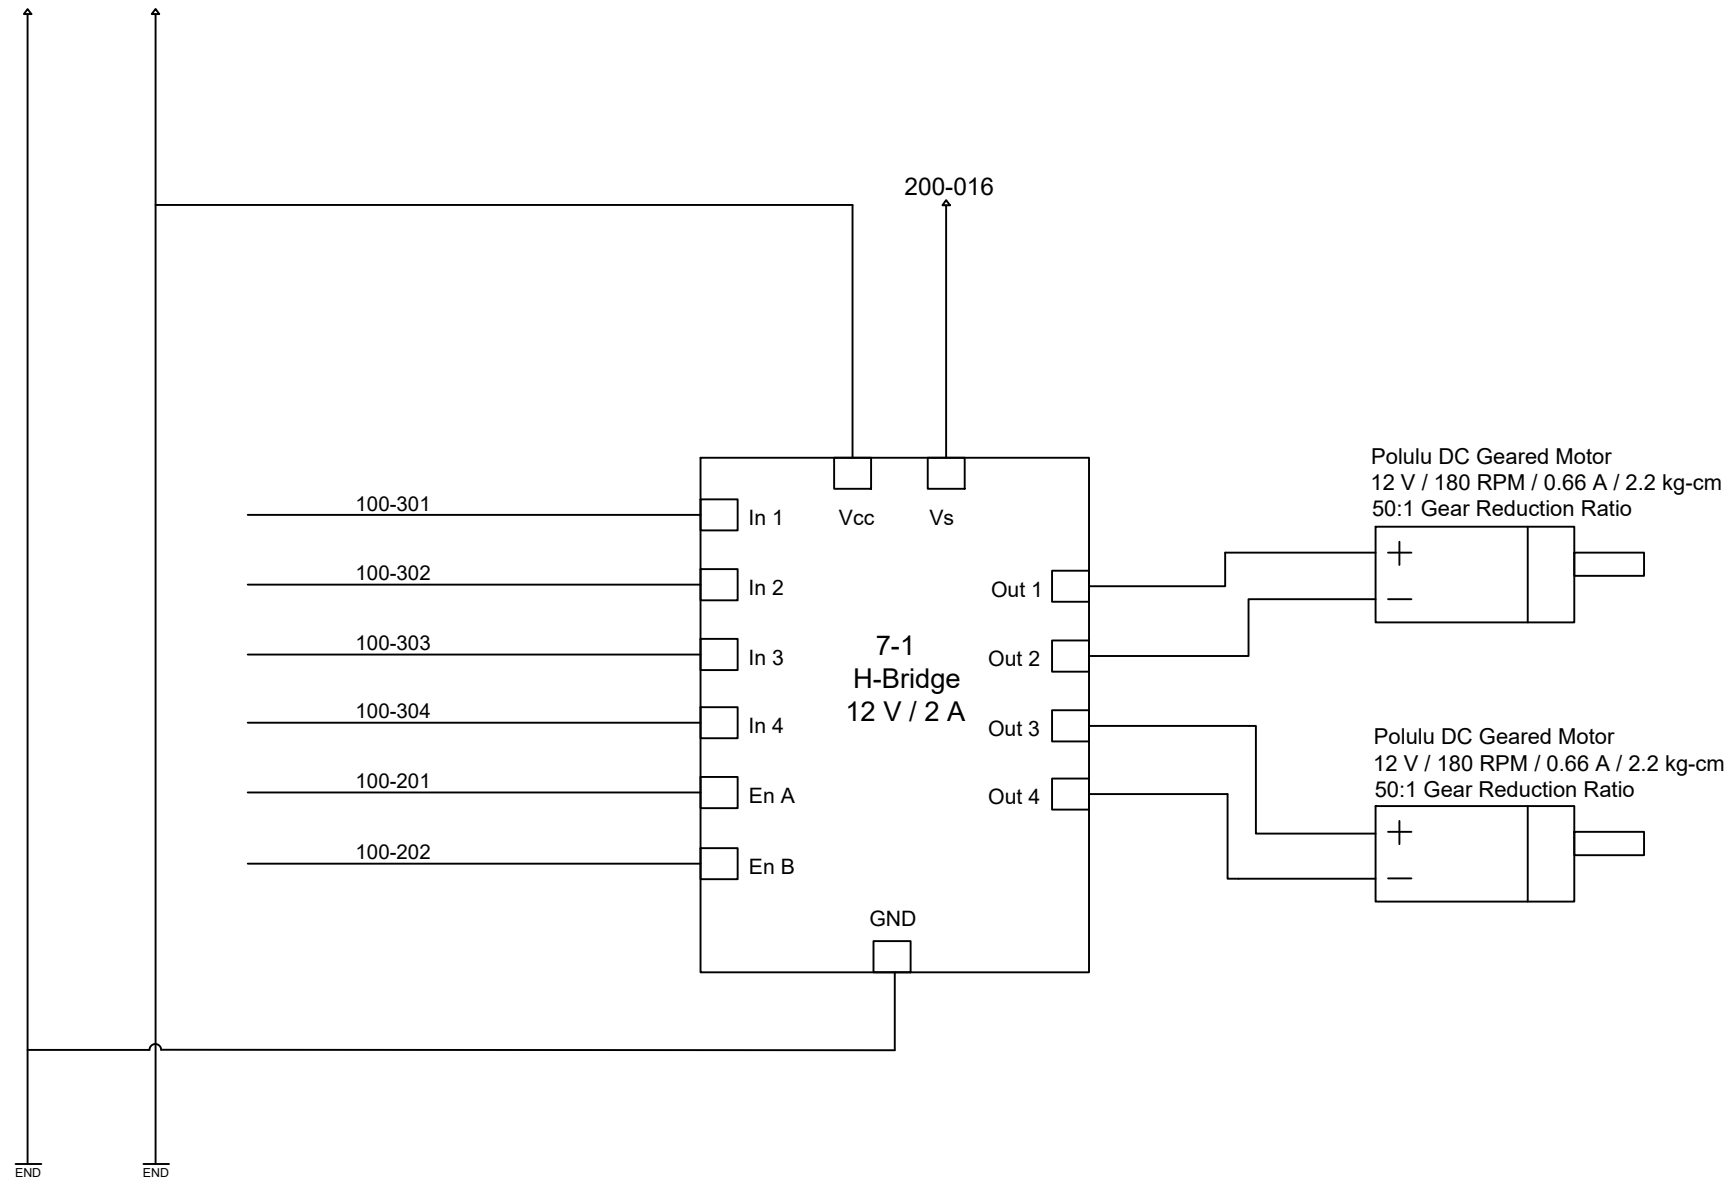 200-016
Polulu DC Geared Motor
12 V / 180 RPM / 0.66 A / 2.2 kg-cm
50:1 Gear Reduction Ratio
+
—
100-301
In 1
Vcc
Vs
100-302
In 2
Out 1
100-303
In 3
7-1
H-Bridge
12 V / 2 A
Out 2
100-304
In 4
Out 3
Polulu DC Geared Motor
12 V / 180 RPM / 0.66 A / 2.2 kg-cm
50:1 Gear Reduction Ratio
+
—
100-201
En A
Out 4
100-202
En B
GND
END
END